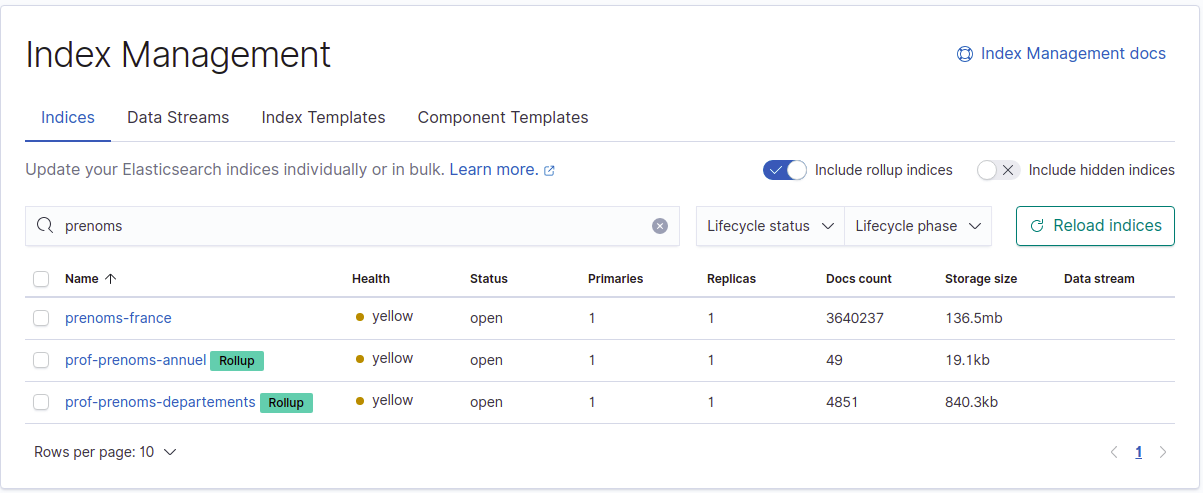 Index Management
Index Management docs
Indices Data Streams Index Templates Component Templates
Update your Elasticsearch indices individually or in bulk. Learn more. Include rollup indices Include hidden indices
prenoms Lifecycle status Lifecycle phase Reload indices
Name Health Status Primaries Replicas Docs count Storage size Data stream
prenoms-france yellow open 1 1 3640237 136.5mb
prof-prenoms-annuel Rollup yellow open 1 1 49 19.1kb
prof-prenoms-departements Rollup yellow open 1 1 4851 840.3kb
Rows per page: 10 1